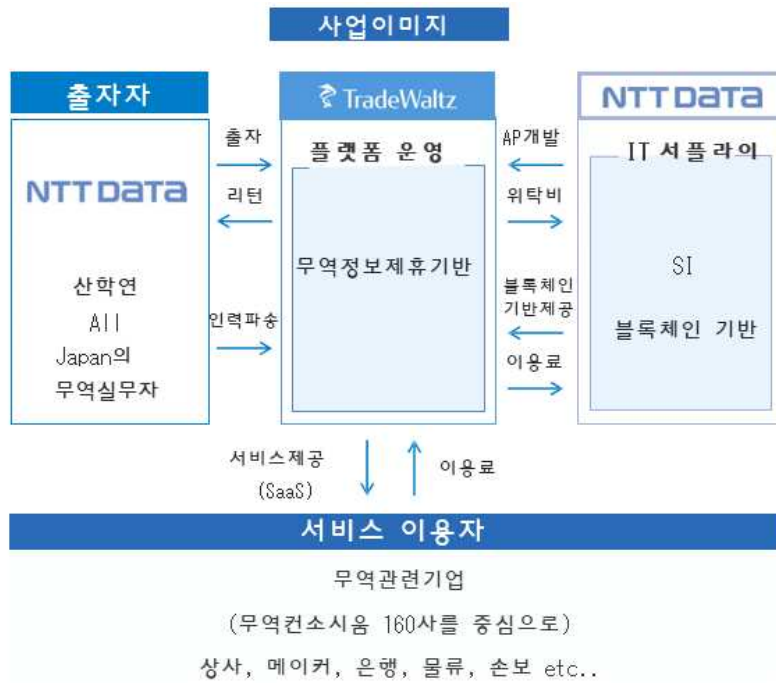 사업이미지
출자자
NTT DATA
산학연
All
Japan의
무역실무자
출자
리턴
인력파송
TradeWaltz
플랫폼 운영
무역정보제휴기반
AP개발
위탁비
블록체인
기반제공
이용료
NTT DATA
IT 서플라이
SI
블록체인 기반
서비스제공
(SaaS)
이용료
서비스 이용자
무역관련기업
(무역컨소시움 160사를 중심으로)
상사, 메이커, 은행, 물류, 손보 etc..